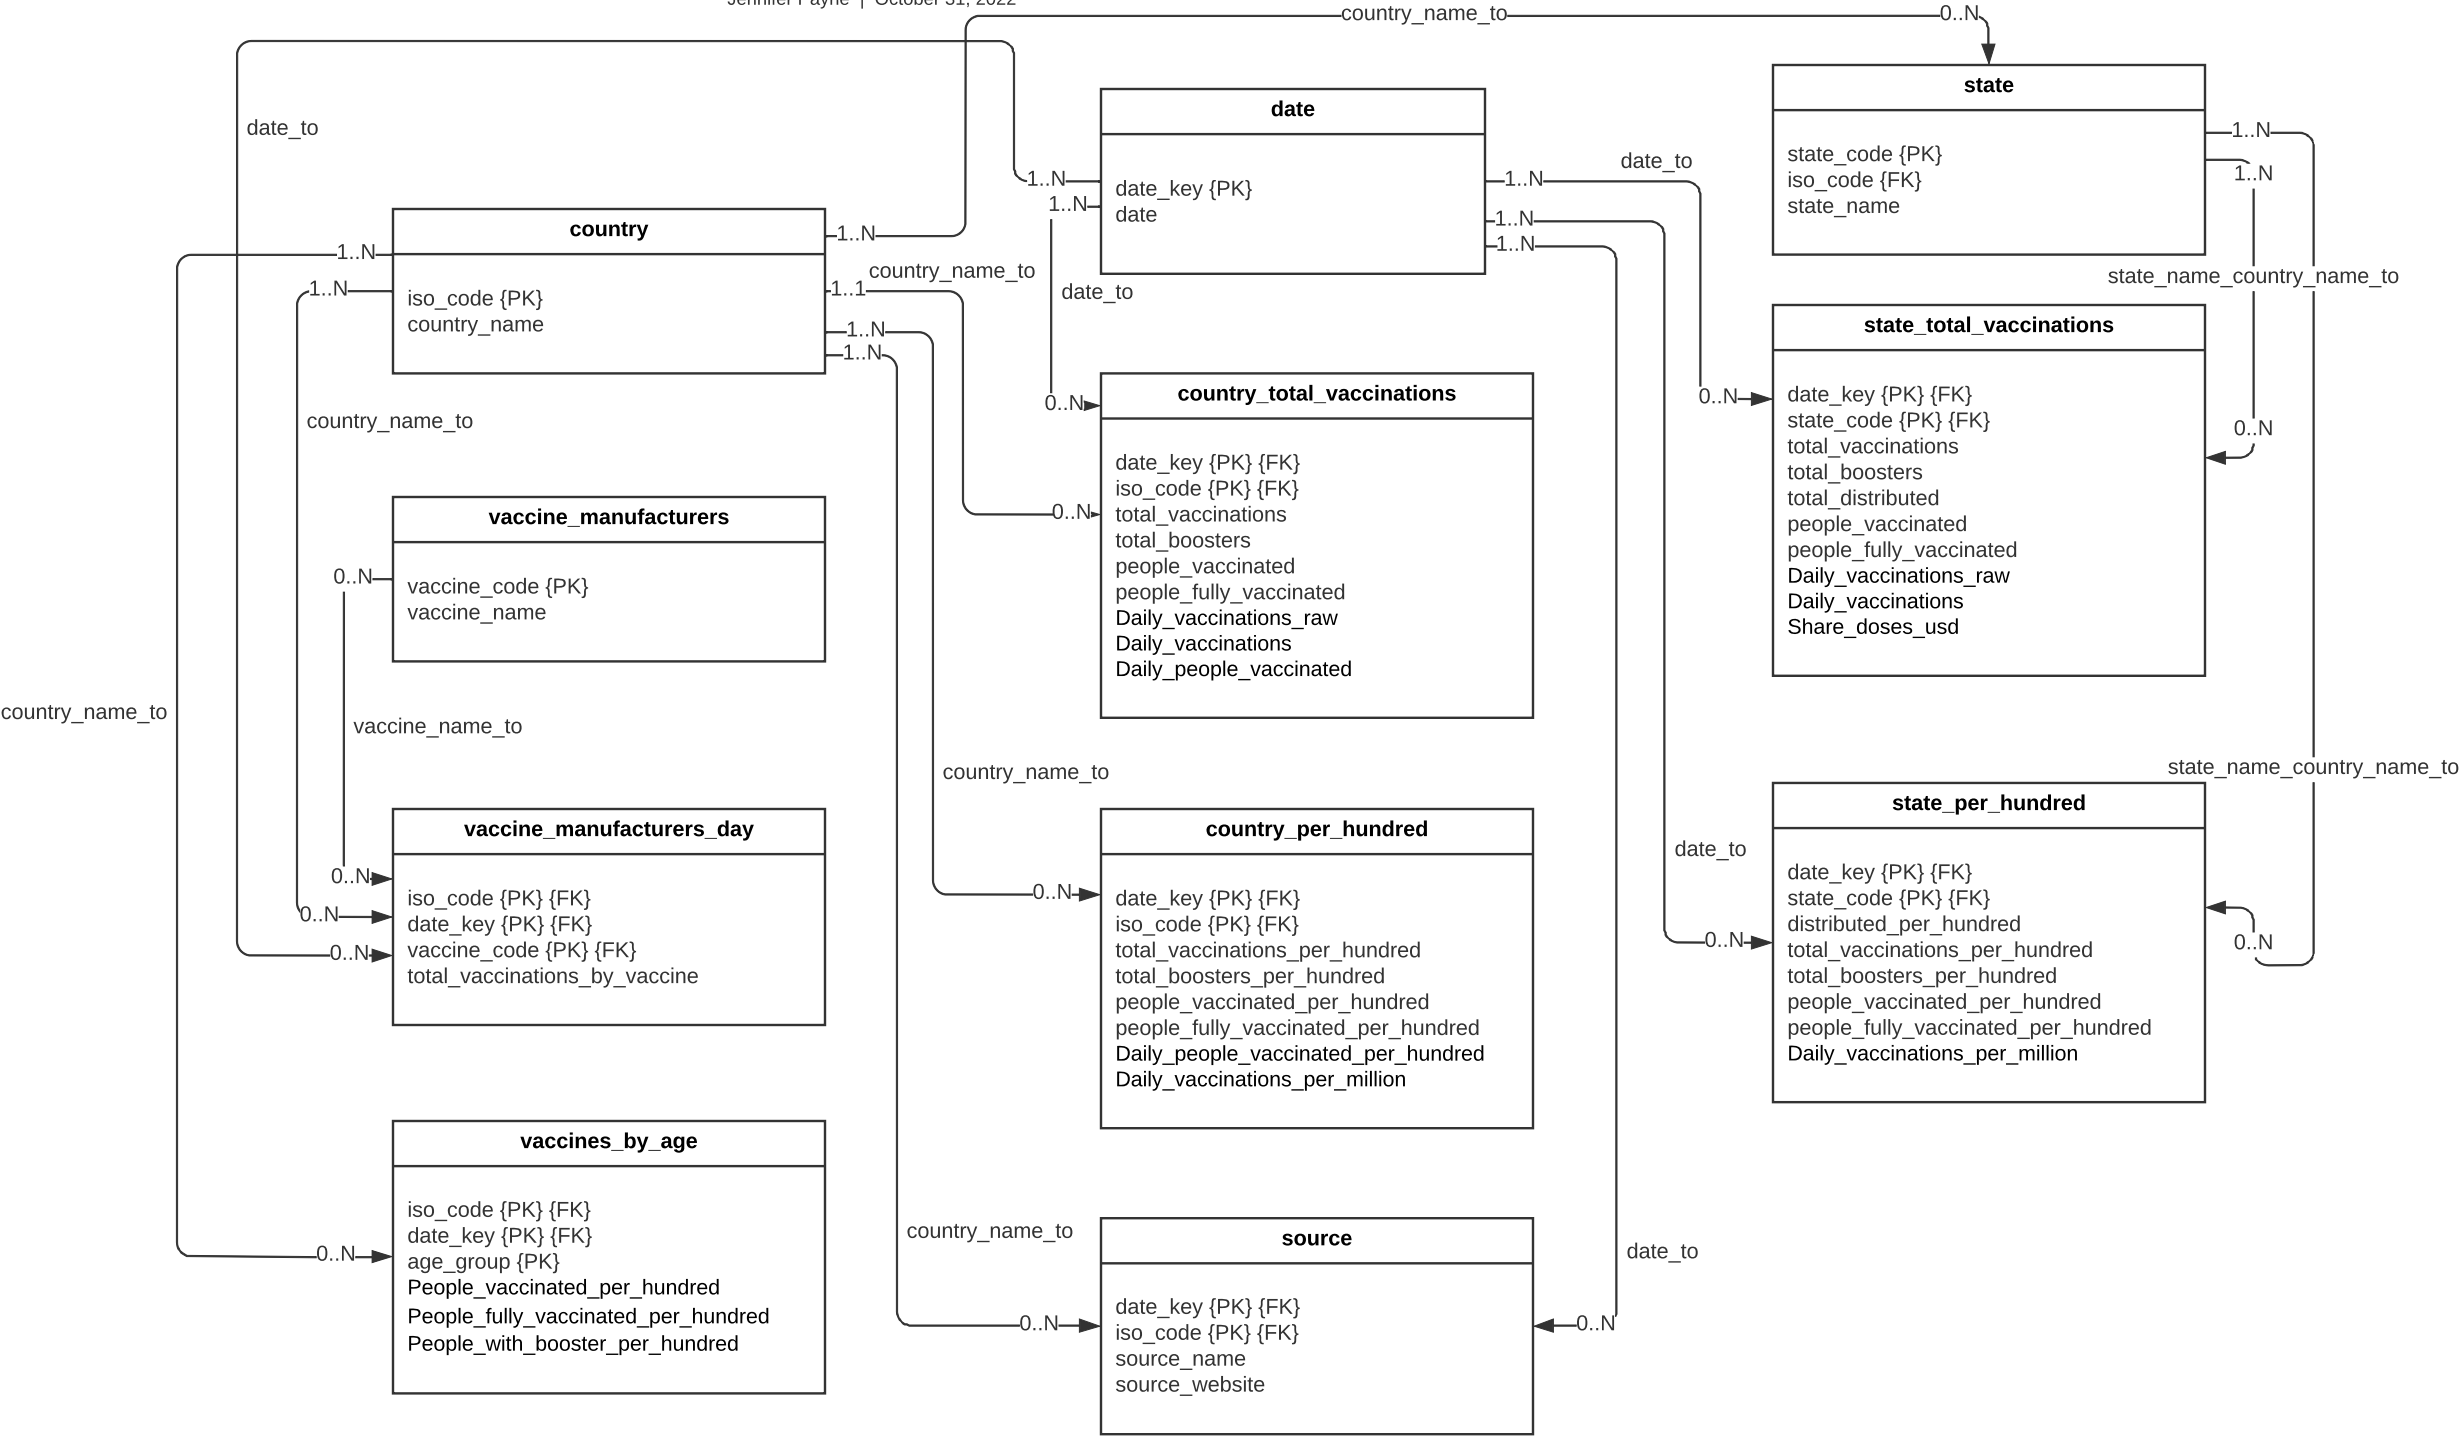 Jennifer Payne | October 31, 2022
country_name_to
0..N
date_to
country
iso_code {PK}
country_name
1..N
1..N
1..N
1..1
1..N
1..N
country_name_to
date
date_key {PK}
date
1..N
1..N
1..N
1..N
1..N
date_to
date_to
state
state_code {PK}
iso_code {FK}
state_name
1..N
1..N
state_name_country_name_to
country_name_to
vaccine_manufacturers
vaccine_code {PK}
vaccine_name
0..N
vaccine_name_to
country_name_to
0..N
0..N
country_total_vaccinations
date_key {PK} {FK}
iso_code {PK} {FK}
total_vaccinations
total_boosters
people_vaccinated
people_fully_vaccinated
Daily_vaccinations_raw
Daily_vaccinations
Daily_people_vaccinated
0..N
0..N
state_total_vaccinations
date_key {PK} {FK}
state_code {PK} {FK}
total_vaccinations
total_boosters
total_distributed
people_vaccinated
people_fully_vaccinated
Daily_vaccinations_raw
Daily_vaccinations
Share_doses_usd
vaccine_manufacturers_day
iso_code {PK} {FK}
date_key {PK} {FK}
vaccine_code {PK} {FK}
total_vaccinations_by_vaccine
0..N
0..N
0..N
country_name_to
country_per_hundred
date_key {PK} {FK}
iso_code {PK} {FK}
total_vaccinations_per_hundred
total_boosters_per_hundred
people_vaccinated_per_hundred
people_fully_vaccinated_per_hundred
Daily_people_vaccinated_per_hundred
Daily_vaccinations_per_million
0..N
date_to
state_name_country_name_to
state_per_hundred
date_key {PK} {FK}
state_code {PK} {FK}
distributed_per_hundred
total_vaccinations_per_hundred
total_boosters_per_hundred
people_vaccinated_per_hundred
people_fully_vaccinated_per_hundred
Daily_vaccinations_per_million
0..N
0..N
vaccines_by_age
iso_code {PK} {FK}
date_key {PK} {FK}
age_group {PK}
People_vaccinated_per_hundred
People_fully_vaccinated_per_hundred
People_with_booster_per_hundred
0..N
country_name_to
source
date_key {PK} {FK}
iso_code {PK} {FK}
source_name
source_website
0..N
0..N
date_to